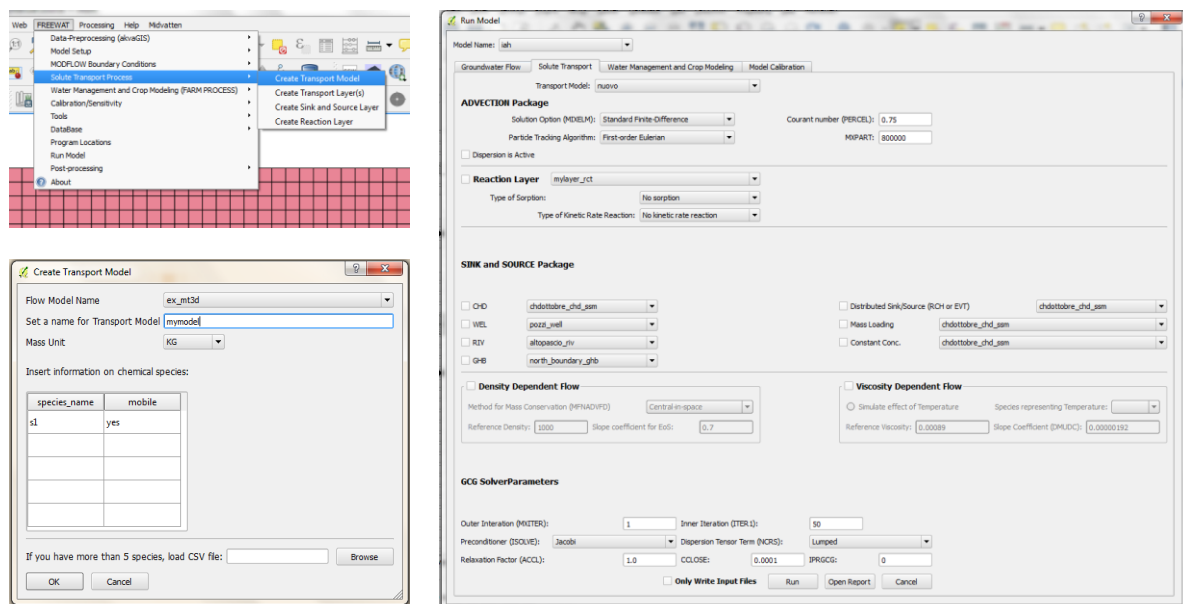 Web FREEWAT Processing Help Midvatten
Data-Preprocessing (akvaGIS)
Model Setup
MODFLOW Boundary Conditions
Solute Transport Process
Water Management and Crop Modeling (FARM PROCESS)
Calibration/Sensitivity
Tools
DataBase
Program Locations
Run Model
Post-processing
About
Create Transport Model
Create Transport Layer(s)
Create Sink and Source Layer
Create Reaction Layer
Create Transport Model
Flow Model Name ex_mt3d
Set a name for Transport Model mymodel
Mass Unit KG
Insert information on chemical species:
species_name mobile
s1 yes
If you have more than 5 species, load CSV file: Browse
OK Cancel
Run Model
Model Name: iah
Groundwater Flow Solute Transport Water Management and Crop Modeling Model Calibration
Transport Model: nuovo
ADVECTION Package
Solution Option (MIXELM): Standard Finite-Difference Courant number (PERCEL): 0.75
Particle Tracking Algorithm: First-order Eulerian MXPART: 800000
Dispersion is Active
Reaction Layer mylayer_rct
Type of Sorption: No sorption
Type of Kinetic Rate Reaction: No kinetic rate reaction
SINK and SOURCE Package
CHD chdottobre_chd_ssm Distributed Sink/Source (RCH or EVT) chdottobre_chd_ssm
WEL pozzi_well Mass Loading chdottobre_chd_ssm
RIV altopascio_riv Constant Conc. chdottobre_chd_ssm
GHB north_boundary_ghb
Density Dependent Flow Viscosity Dependent Flow
Method for Mass Conservation (MFNADVFD) Central-in-space Simulate effect of Temperature Species representing Temperature:
Reference Density: 1000 Slope coefficient for EoS: 0.7 Reference Viscosity: 0.00089 Slope Coefficient (DMUDC): 0.00000192
GCG SolverParameters
Outer Interation (MXITER): 1 Inner Iteration (ITER1): 50
Preconditioner (ISOLVE): Jacobi Dispersion Tensor Term (NCRS): Lumped
Relaxation Factor (ACCL): 1.0 CCLOSE: 0.0001 IPRGCG: 0
Only Write Input Files Run Open Report Cancel